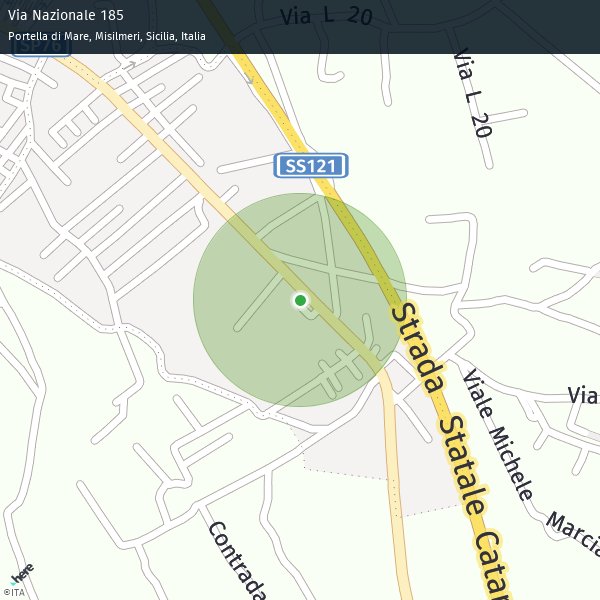 Via Nazionale 185
Portella di Mare, Misilmeri, Sicilia, Italia
SP76
Via L 20
Via L 20
SS121
Strada Statale Catan
Via
Viale Michele Marcia
Contrada
here
©ITA